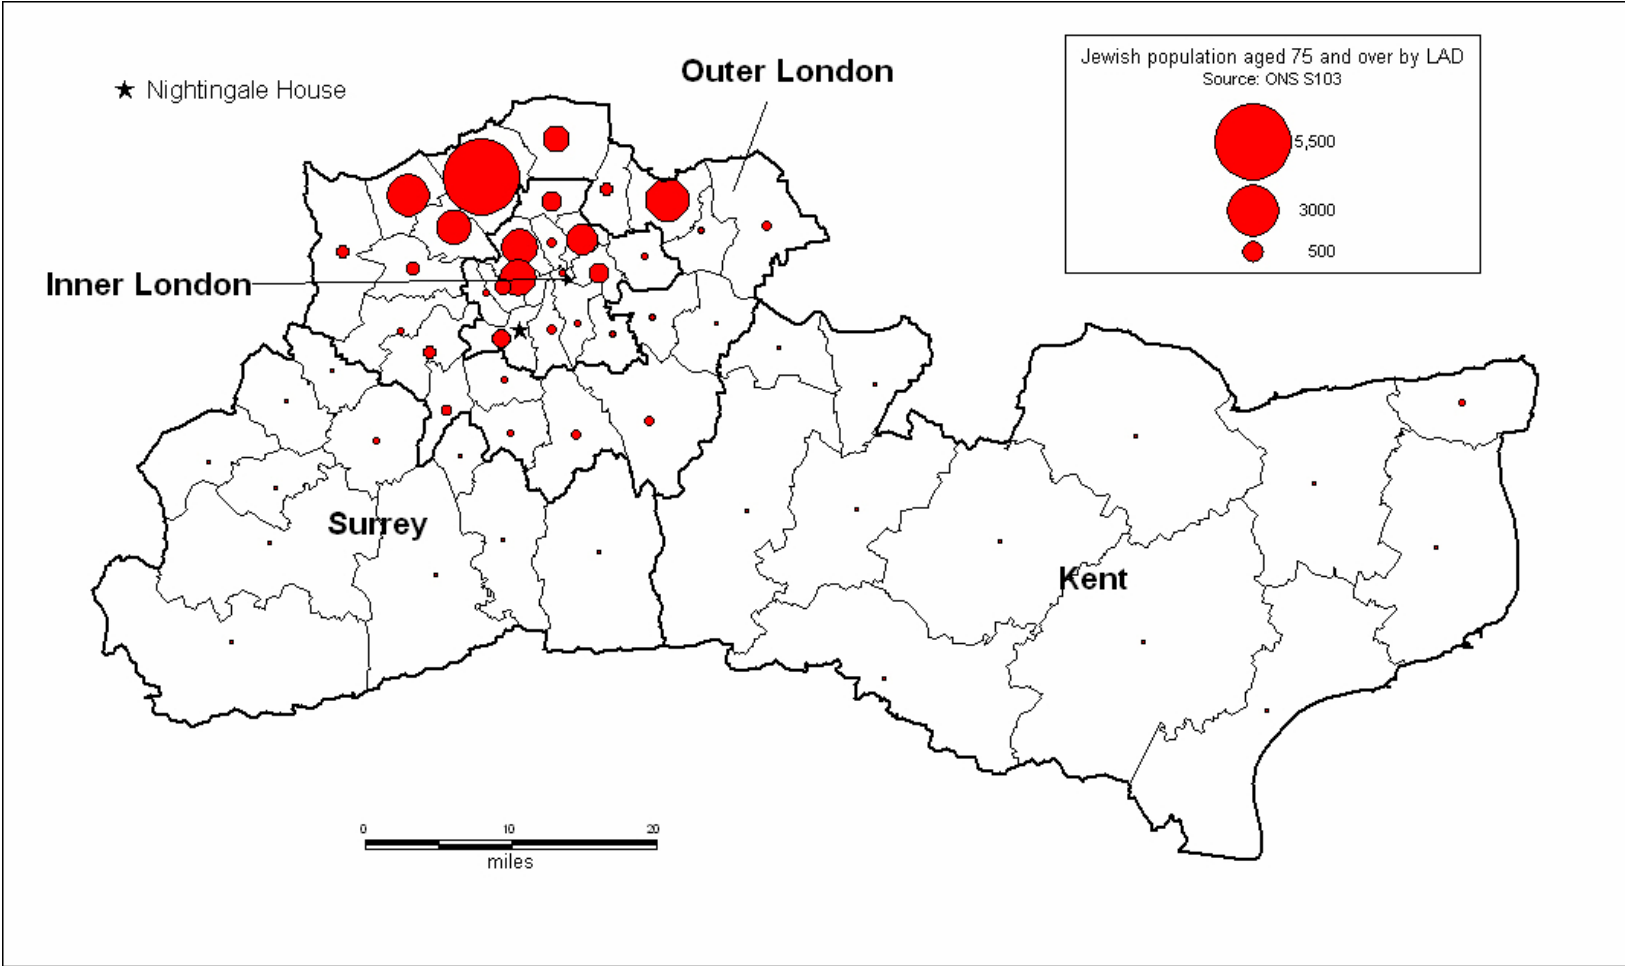 Outer London
★ Nightingale House
Jewish population aged 75 and over by LAD
Source: ONS S103
5,500
3000
500
Inner London
Surrey
Kent
0 10 20
miles